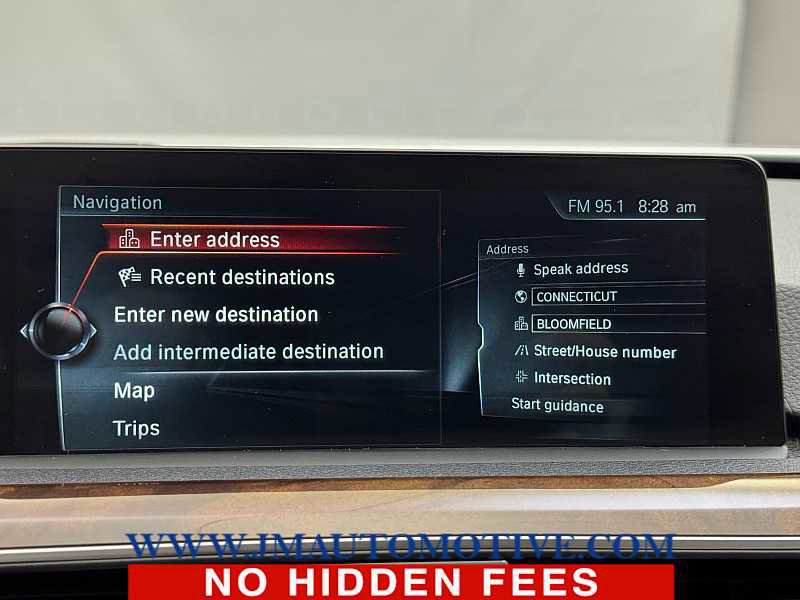 Navigation
FM 95.1 8:28 am
Enter address
Recent destinations
Enter new destination
Add intermediate destination
Map
Trips
Address
Speak address
CONNECTICUT
BLOOMFIELD
Street/House number
Intersection
Start guidance
WWW.IMAUTOMOTIVE.COM
NO HIDDEN FEES